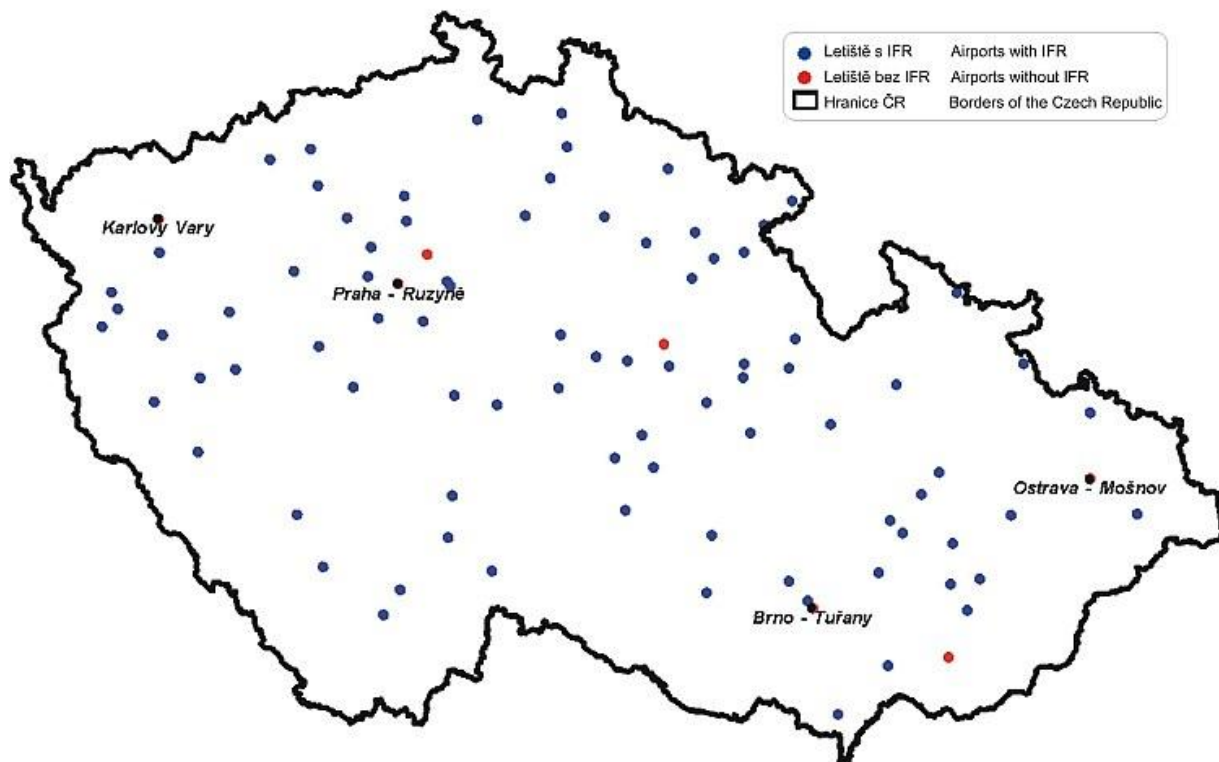 Letiště s IFR Airports with IFR
Letiště bez IFR Airports without IFR
Hranice ČR Borders of the Czech Republic
Karlovy Vary
Praha - Ruzyně
Ostrava - Mošnov
Brno - Tuřany